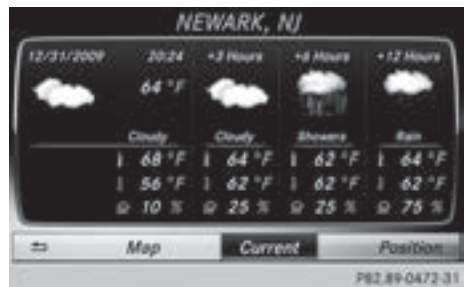 NEWARK, NJ
12/31/2009 20:24 +3 Hours +6 Hours +12 Hours
64 °F
Cloudy Cloudy Showers Rain
68 °F 64 °F 62 °F 64 °F
56 °F 62 °F 62 °F 62 °F
10 % 25 % 25 % 75 %
Map Current Position
P82.89-0472-31